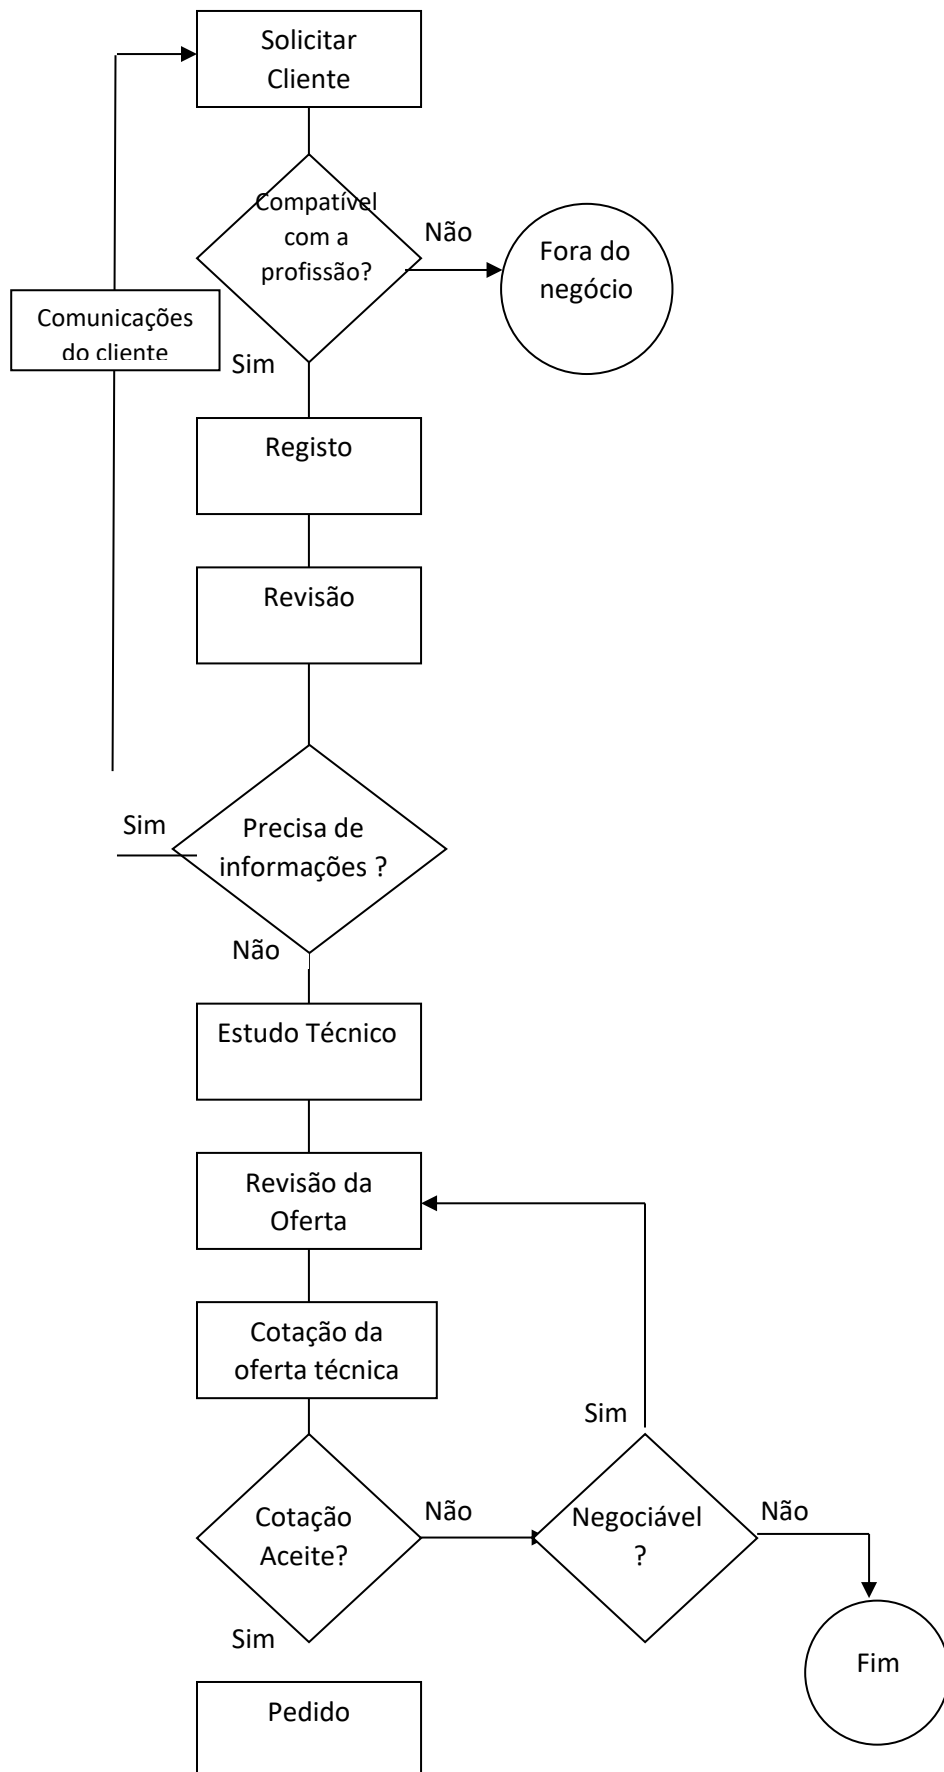 Solicitar
Cliente
Compatível
com a
profissão?
Não
Fora do
negócio
Comunicações
do cliente
Sim
Registo
Revisão
Sim
Precisa de
informações ?
Não
Estudo Técnico
Revisão da
Oferta
Cotação da
oferta técnica
Sim
Cotação
Aceite?
Não
Negociável
?
Não
Sim
Fim
Pedido